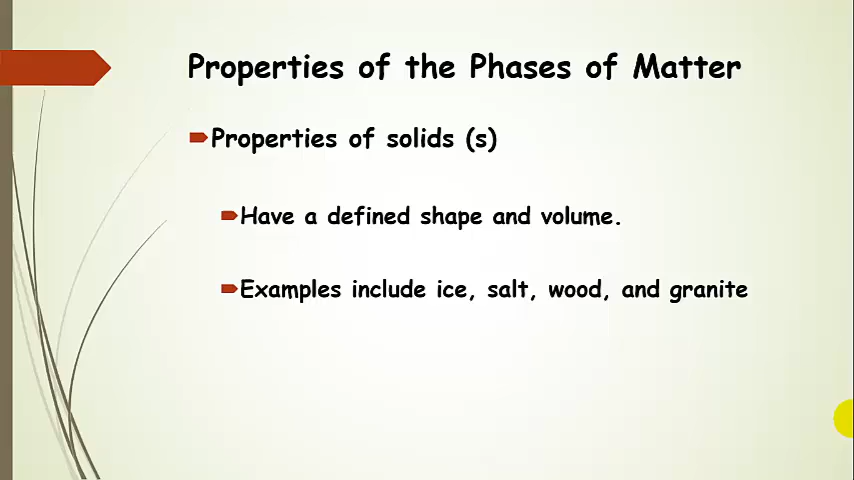 Properties of the Phases of Matter
Properties of solids (s)
Have a defined shape and volume.
Examples include ice, salt, wood, and granite